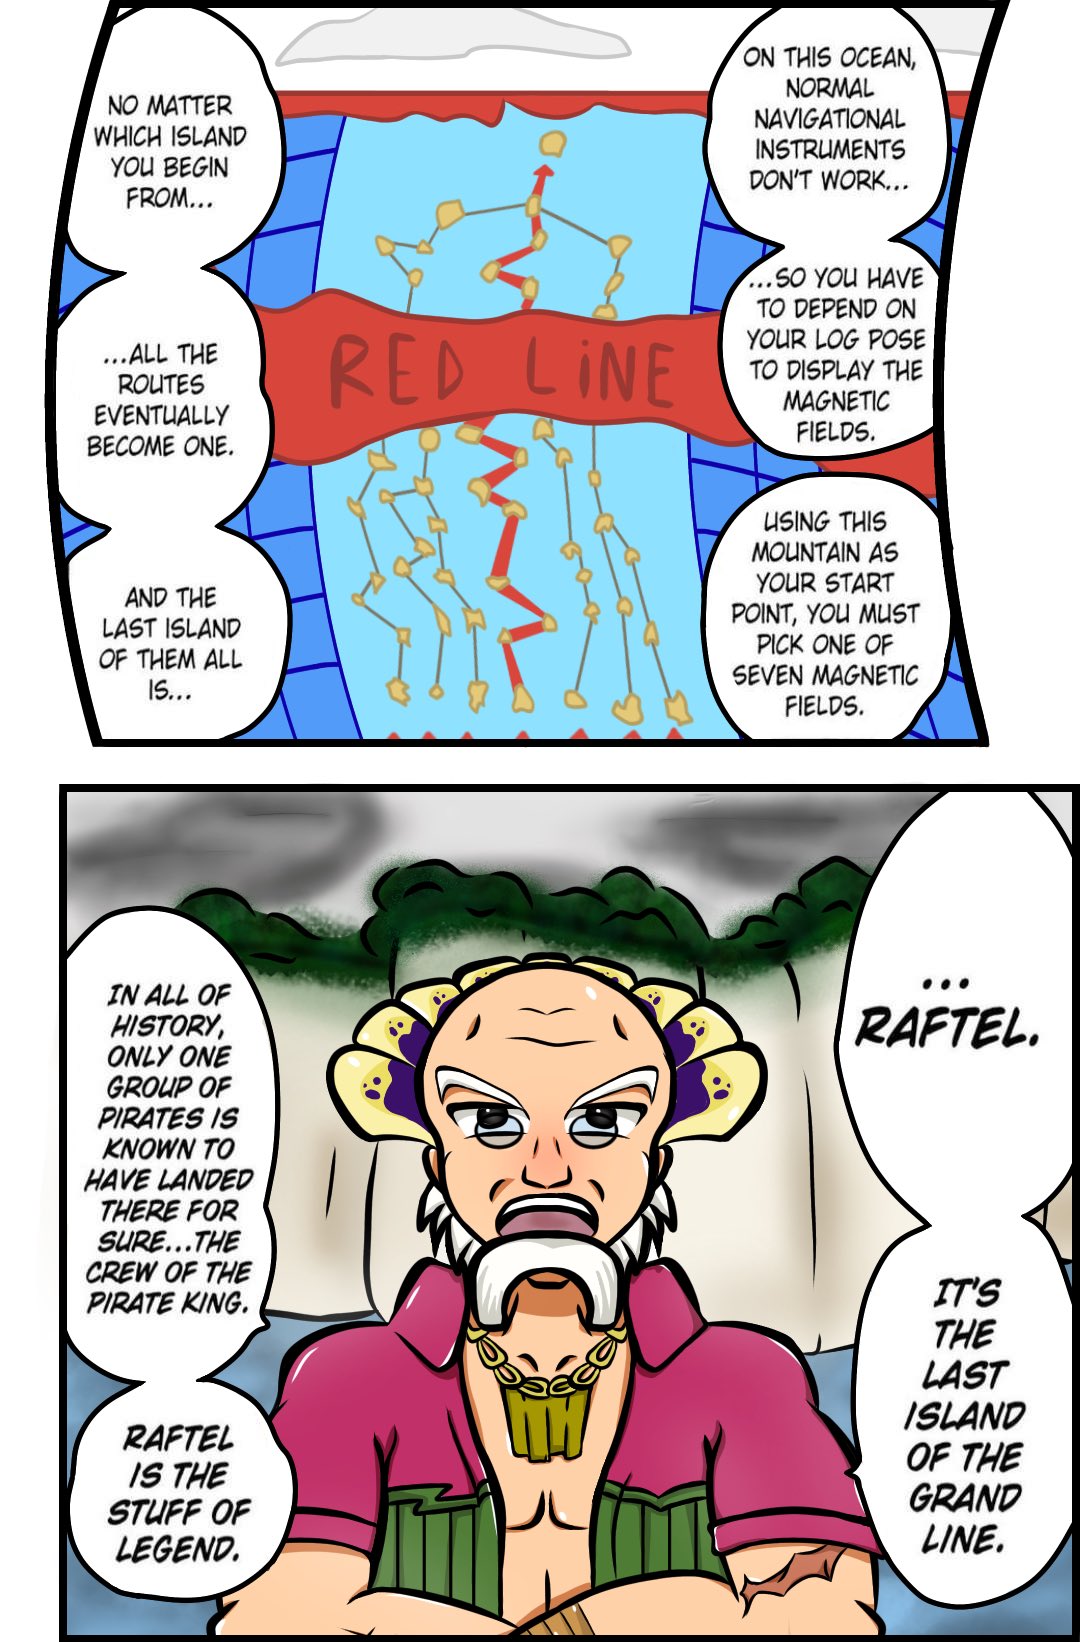 ON THIS OCEAN,
NORMAL
NAVIGATIONAL
INSTRUMENTS
DON'T WORK...
...SO YOU HAVE
TO DEPEND ON
YOUR LOG POSE
TO DISPLAY THE
MAGNETIC
FIELDS.
USING THIS
MOUNTAIN AS
YOUR START
POINT, YOU MUST
PICK ONE OF
SEVEN MAGNETIC
FIELDS.
RED LINE
NO MATTER
WHICH ISLAND
YOU BEGIN
FROM...
...ALL THE
ROUTES
EVENTUALLY
BECOME ONE.
AND THE
LAST ISLAND
OF THEM ALL
IS...
...
RAFTEL.
IT'S
THE
LAST
ISLAND
OF THE
GRAND
LINE.
IN ALL OF
HISTORY,
ONLY ONE
GROUP OF
PIRATES IS
KNOWN TO
HAVE LANDED
THERE FOR
SURE...THE
CREW OF THE
PIRATE KING.
RAFTEL
IS THE
STUFF OF
LEGEND.